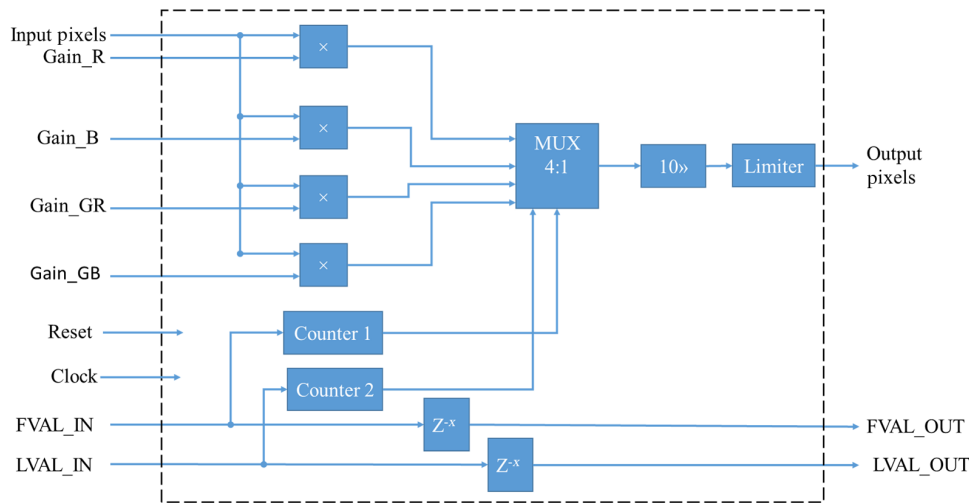 Input pixels
Gain_R
×
Gain_B
×
Gain_GR
×
Gain_GB
×
MUX
4:1
10»
Limiter
Output
pixels
Reset
Counter 1
Clock
Counter 2
FVAL_IN
Z-x
FVAL_OUT
LVAL_IN
Z-x
LVAL_OUT